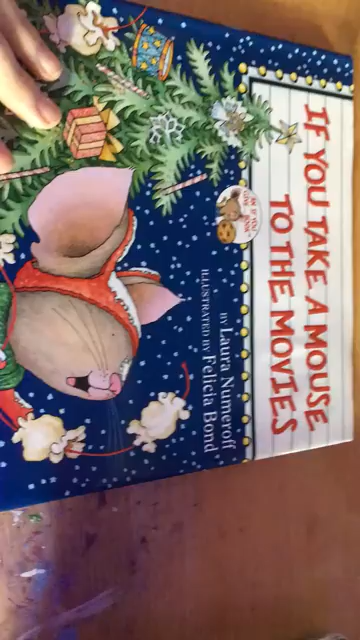 IF YOU TAKE A MOUSE
TO THE MOVIES
BY Laura Numeroff
ILLUSTRATED BY Felicia Bond